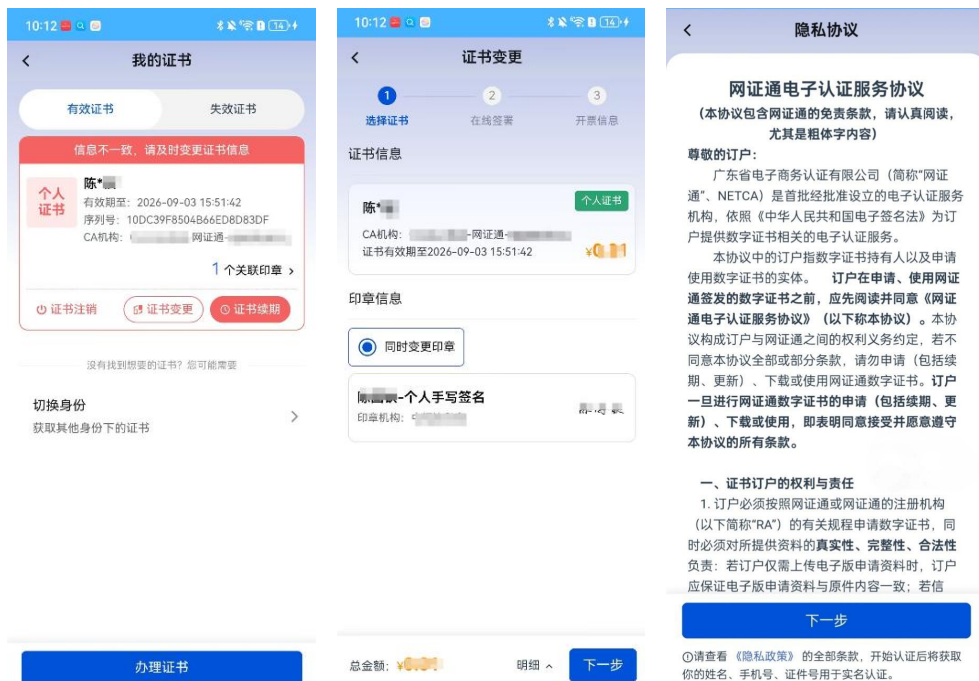 10:12
14
我的证书
有效证书
失效证书
信息不一致，请及时变更证书信息
个人
证书
陈*
有效期至：2026-09-03 15:51:42
序列号：10DC39F8504B66ED8D83DF
CA机构：
网证通-
1 个关联印章 >
证书注销
证书变更
证书续期
没有找到想要的证书？您可能需要
切换身份
获取其他身份下的证书
办理证书
10:12
14
证书变更
1
2
3
选择证书
在线签署
开票信息
证书信息
陈*
个人证书
CA机构：
-网证通-
证书有效期至2026-09-03 15:51:42
¥
印章信息
同时变更印章
-个人手写签名
印章机构：
总金额：¥
明细
下一步
隐私协议
网证通电子认证服务协议
（本协议包含网证通的免责条款，请认真阅读，
尤其是粗体字内容）
尊敬的订户：
广东省电子商务认证有限公司（简称“网证
通”、NETCA）是首批经批准设立的电子认证服务
机构，依照《中华人民共和国电子签名法》为订
户提供数字证书相关的电子认证服务。
本协议中的订户指数字证书持有人以及申请
使用数字证书的实体。 订户在申请、使用网证
通签发的数字证书之前，应先阅读并同意《网证
通电子认证服务协议》（以下称本协议）。本协
议构成订户与网证通之间的权利义务约定，若不
同意本协议全部或部分条款，请勿申请（包括续
期、更新）、下载或使用网证通数字证书。订户
一旦进行网证通数字证书的申请（包括续期、更
新）、下载或使用，即表明同意接受并愿意遵守
本协议的所有条款。
一、证书订户的权利与责任
1. 订户必须按照网证通或网证通的注册机构
（以下简称“RA”）的有关规程申请数字证书，同
时必须对所提供资料的真实性、完整性、合法性
负责：若订户仅需上传电子版申请资料时，订户
应保证电子版申请资料与原件内容一致；若信
下一步
请查看 《隐私政策》 的全部条款，开始认证后将获取
你的姓名、手机号、证件号用于实名认证。